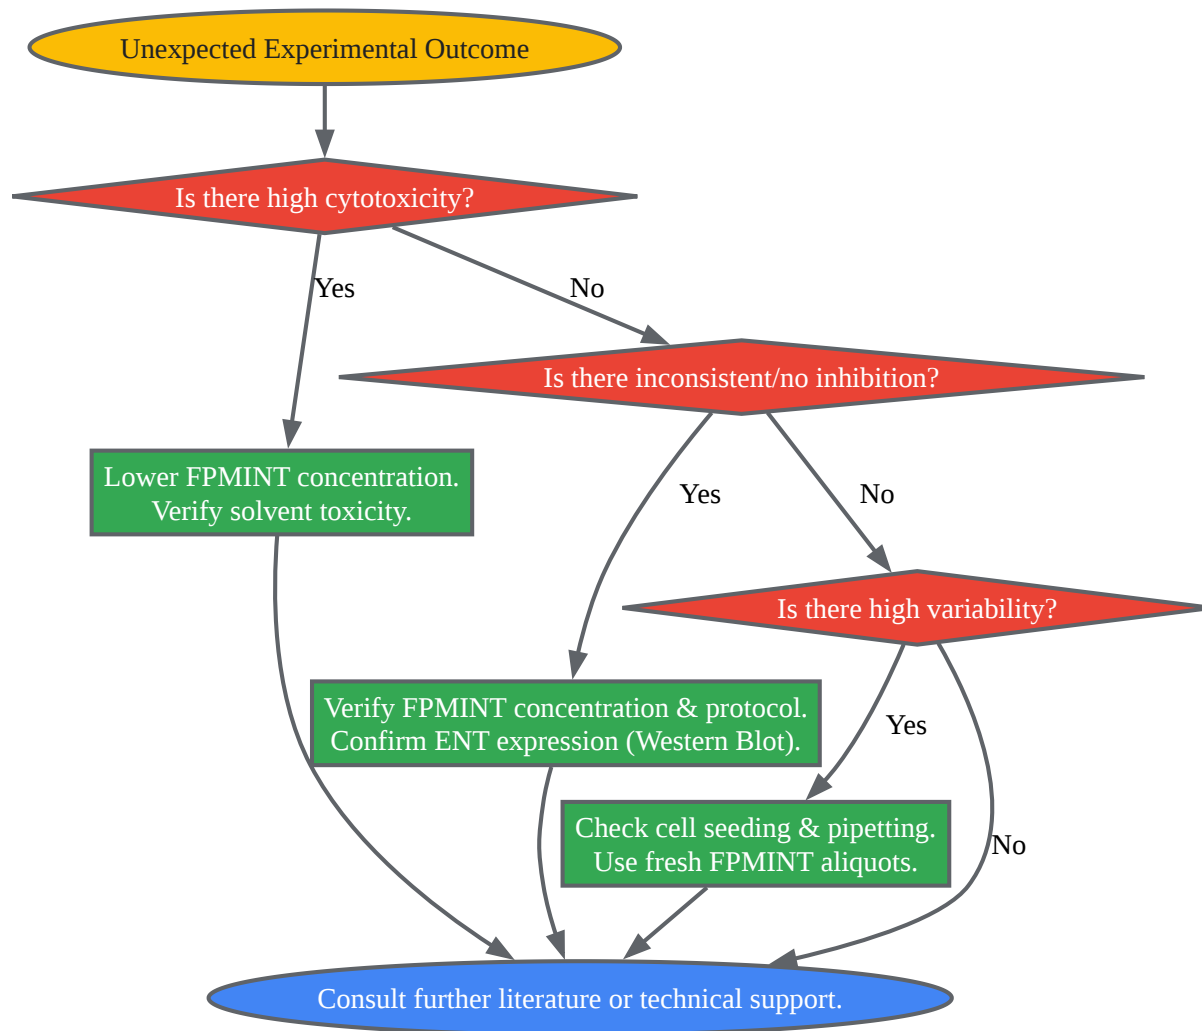 Unexpected Experimental Outcome
Is there high cytotoxicity?
Yes
No
Is there inconsistent/no inhibition?
Lower FPMINT concentration.
Verify solvent toxicity.
Yes
No
Is there high variability?
Verify FPMINT concentration & protocol.
Confirm ENT expression (Western Blot).
Yes
Check cell seeding & pipetting.
Use fresh FPMINT aliquots.
No
Consult further literature or technical support.